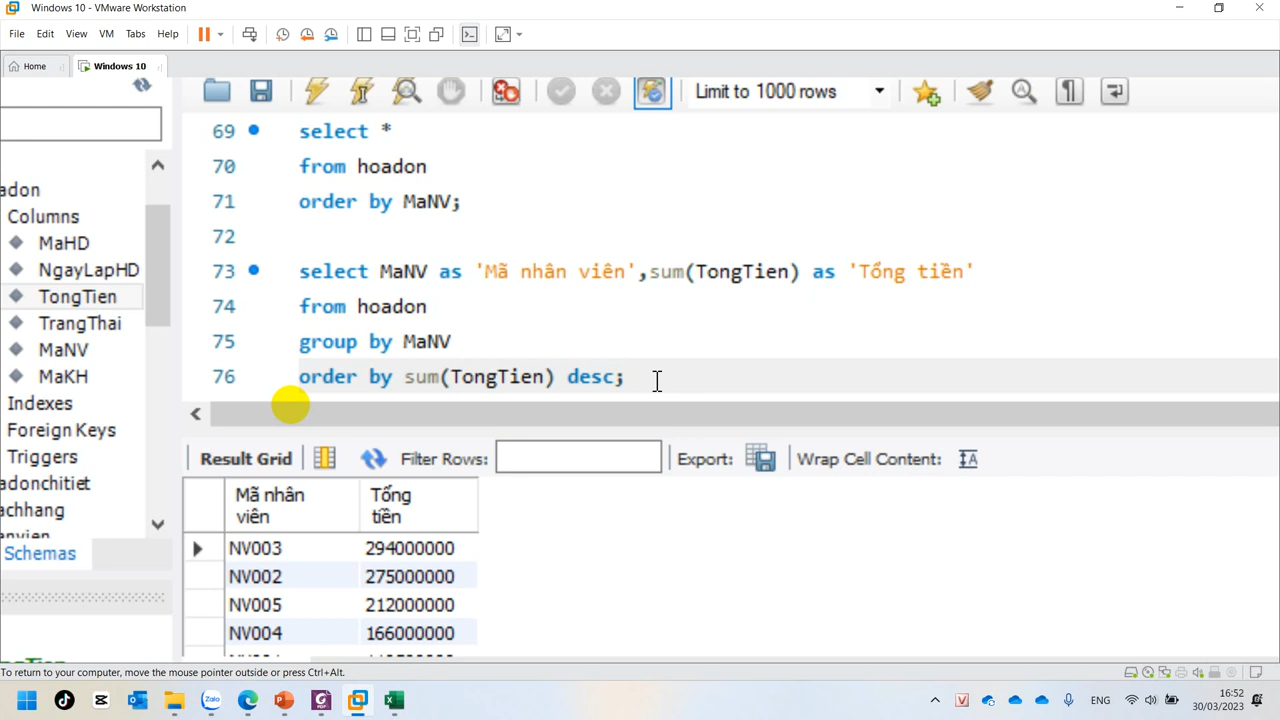 Windows 10 - VMware Workstation
File Edit View VM Tabs Help
Home Windows 10
Limit to 1000 rows
69 select *
70 from hoadon
71 order by MaNV;
72
73 select MaNV as 'Mã nhân viên',sum(TongTien) as 'Tổng tiền'
74 from hoadon
75 group by MaNV
76 order by sum(TongTien) desc;
adon
Columns
MaHD
NgayLapHD
TongTien
TrangThai
MaNV
MaKH
Indexes
Foreign Keys
Triggers
adonchitiet
achhang
Schemas
Result Grid Filter Rows: Export: Wrap Cell Content:
Mã nhân viên Tổng tiền
NV003 294000000
NV002 275000000
NV005 212000000
NV004 166000000
To return to your computer, move the mouse pointer outside or press Ctrl+Alt.
Zalo
ENG
16:52
30/03/2023